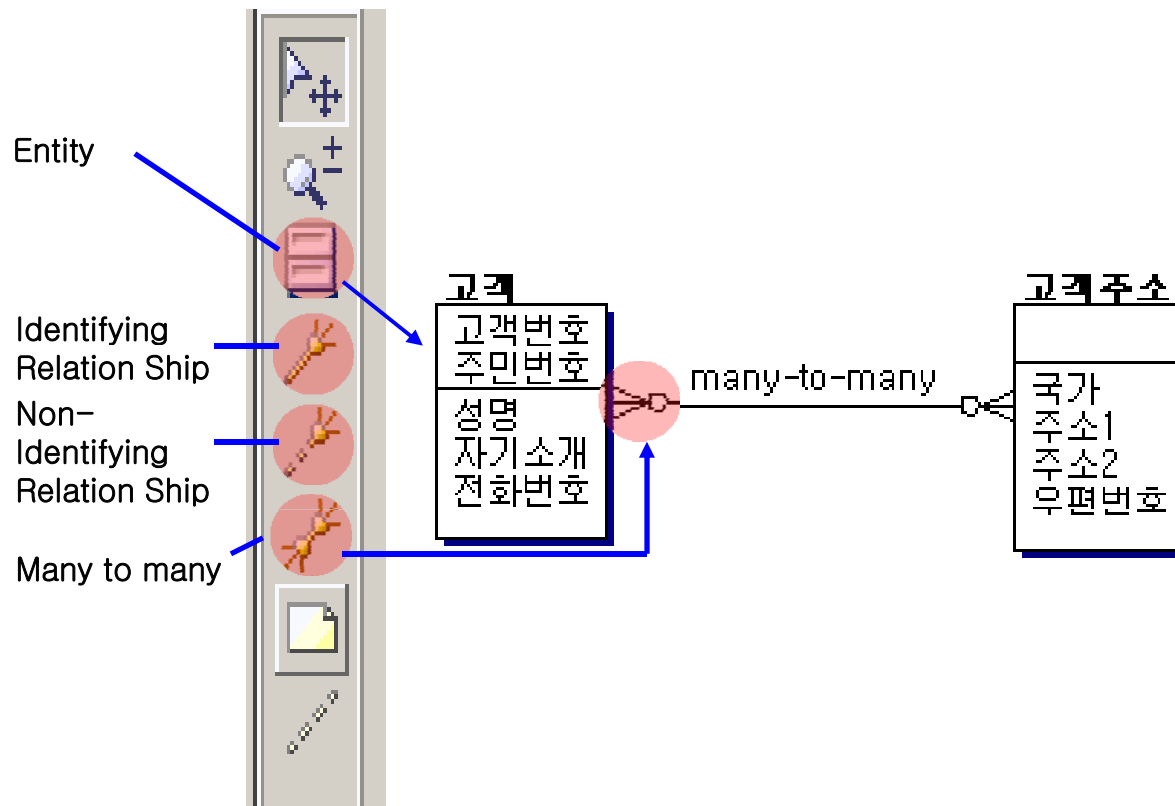 Entity
Identifying
Relation Ship
Non-
Identifying
Relation Ship
Many to many
고객
고객번호
주민번호
성명
자기소개
전화번호
many-to-many
고객주소
국가
주소1
주소2
우편번호